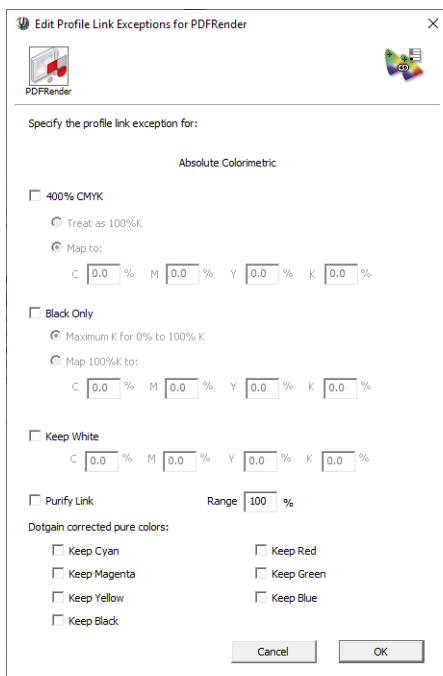 Edit Profile Link Exceptions for PDFRender
PDFRender
Specify the profile link exception for:
Absolute Colorimetric
400% CMYK
Treat as 100%K
Map to:
C 0.0 % M 0.0 % Y 0.0 % K 0.0 %
Black Only
Maximum K for 0% to 100% K
Map 100%K to:
C 0.0 % M 0.0 % Y 0.0 % K 0.0 %
Keep White
C 0.0 % M 0.0 % Y 0.0 % K 0.0 %
Purify Link Range 100 %
Dotgain corrected pure colors:
Keep Cyan Keep Red
Keep Magenta Keep Green
Keep Yellow Keep Blue
Keep Black
Cancel OK